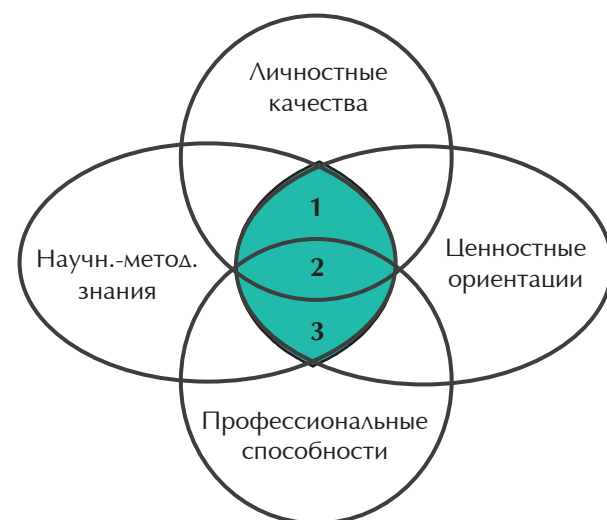 Личностные
качества
1
Научн.-метод.
знания
2
Ценностные
ориентации
3
Профессиональные
способности